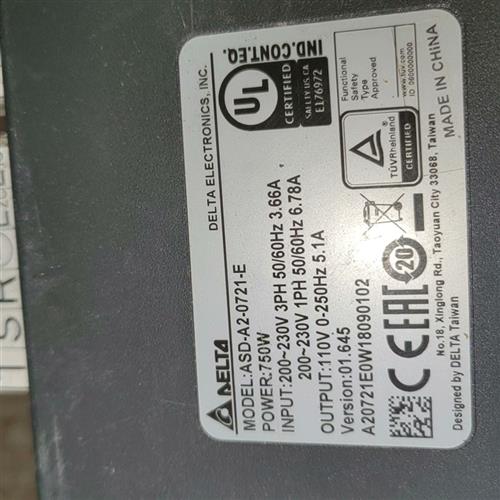 DELTA
DELTA ELECTRONICS, INC.
IND.CONT.EQ.
MODEL:ASD-A2-0721-E
POWER:750W
INPUT:200~230V 3PH 50/60Hz 3.66A
200~230V 1PH 50/60Hz 6.78A
OUTPUT:110V 0-250Hz 5.1A
Version:01.645
A20721E0W18090102
UL
CERTIFIED
SAFETY US CA
E176972
Functional
Safety
Type
Approved
www.tuv.com
ID 0600000000
TÜVRheinland
CERTIFIED
CE EAC 20
MADE IN CHINA
No.18, Xinglong Rd., Taoyuan City 33068, Taiwan
Designed by DELTA Taiwan